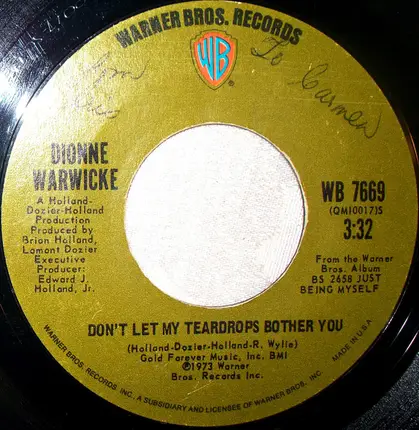 WARNER BROS. RECORDS
WB
To Carmen
DIONNE
WARWICKE
A Holland-
Dozier-Holland
Production
Produced by
Brian Holland,
Lamont Dozier
Executive
Producer:
Edward J.
Holland, Jr.
WB 7669
(QMI0017)S
3:32
From the Warner
Bros. Album
BS 2658 JUST
BEING MYSELF
DON'T LET MY TEARDROPS BOTHER YOU
(Holland-Dozier-Holland-R. Wylie)
Gold Forever Music, Inc. BMI
℗1973 Warner
Bros. Records Inc.
WARNER BROS. RECORDS INC. A SUBSIDIARY AND LICENSEE OF WARNER BROS. INC.
MADE IN U.S.A.